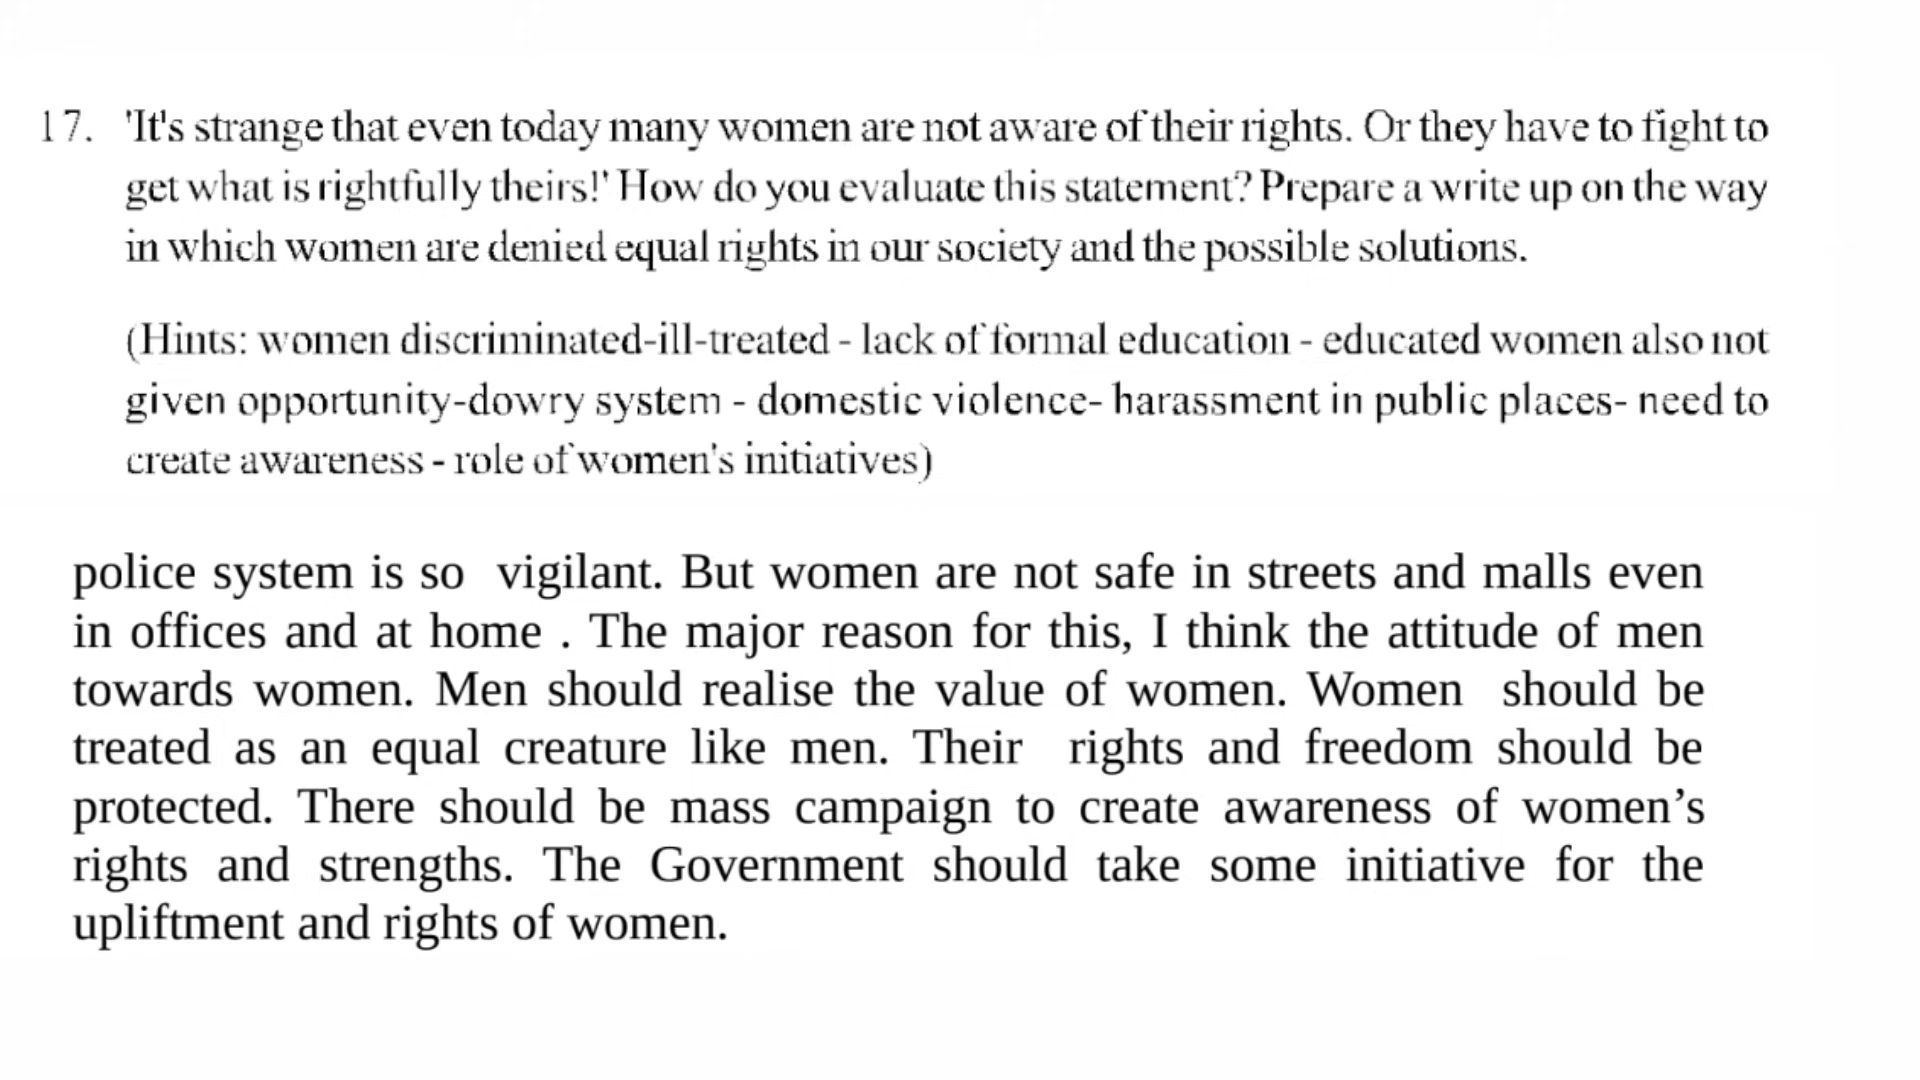 17. 'It's strange that even today many women are not aware of their rights. Or they have to fight to
get what is rightfully theirs!' How do you evaluate this statement? Prepare a write up on the way
in which women are denied equal rights in our society and the possible solutions.
(Hints: women discriminated-ill-treated - lack of formal education - educated women also not
given opportunity-dowry system - domestic violence- harassment in public places- need to
create awareness - role of women's initiatives)
police system is so vigilant. But women are not safe in streets and malls even
in offices and at home . The major reason for this, I think the attitude of men
towards women. Men should realise the value of women. Women should be
treated as an equal creature like men. Their rights and freedom should be
protected. There should be mass campaign to create awareness of women’s
rights and strengths. The Government should take some initiative for the
upliftment and rights of women.